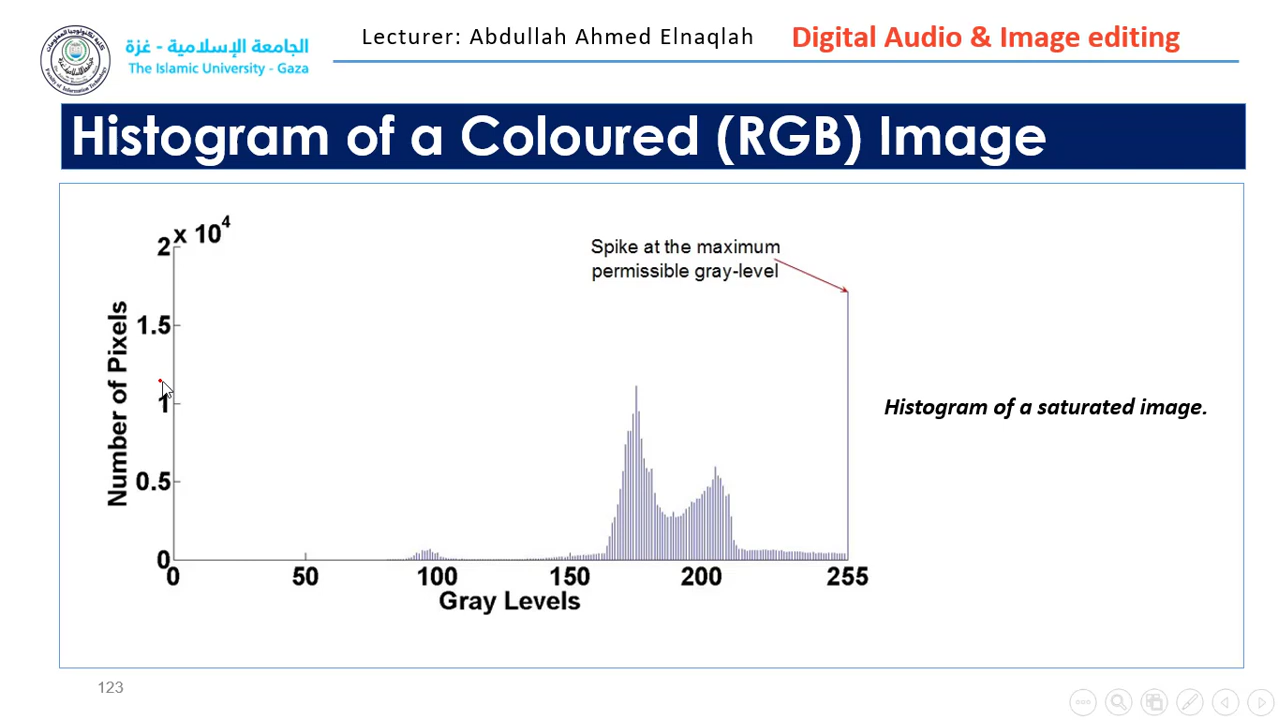 الجامعة الإسلامية - غزة
The Islamic University - Gaza
Lecturer: Abdullah Ahmed Elnaqlah
Digital Audio & Image editing
Histogram of a Coloured (RGB) Image
x 10^4
2
1.5
1
0.5
0
Number of Pixels
Spike at the maximum
permissible gray-level
Histogram of a saturated image.
0 50 100 150 200 255
Gray Levels
123